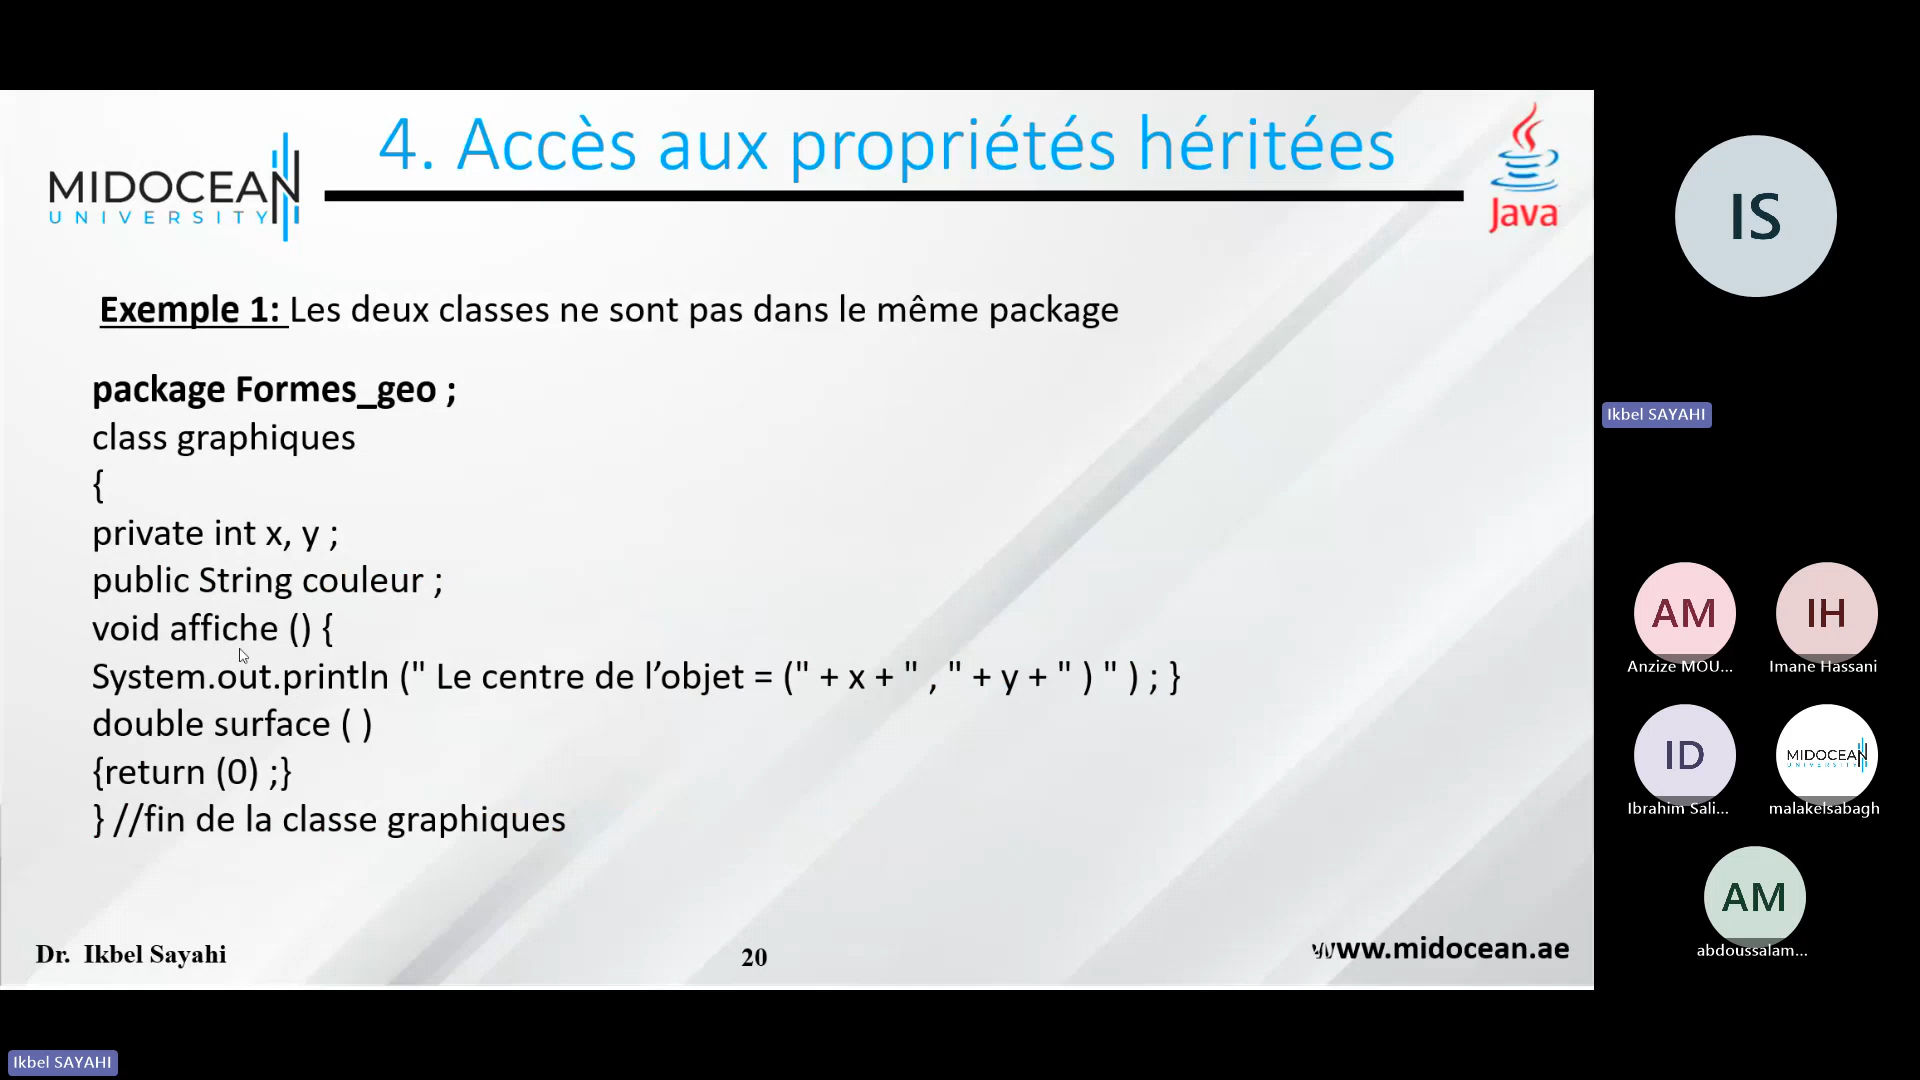 MIDOCEAN
UNIVERSITY
4. Accès aux propriétés héritées
Java
Exemple 1: Les deux classes ne sont pas dans le même package
package Formes_geo ;
class graphiques
{
private int x, y ;
public String couleur ;
void affiche () {
System.out.println (" Le centre de l’objet = (" + x + " , " + y + " ) " ) ; }
double surface ( )
{return (0) ;}
} //fin de la classe graphiques
Dr. Ikbel Sayahi
20
www.midocean.ae
IS
Ikbel SAYAHI
AM
Anzize MOU...
IH
Imane Hassani
ID
Ibrahim Sali...
MIDOCEAN
UNIVERSITY
malakelsabagh
AM
abdoussalam...
Ikbel SAYAHI